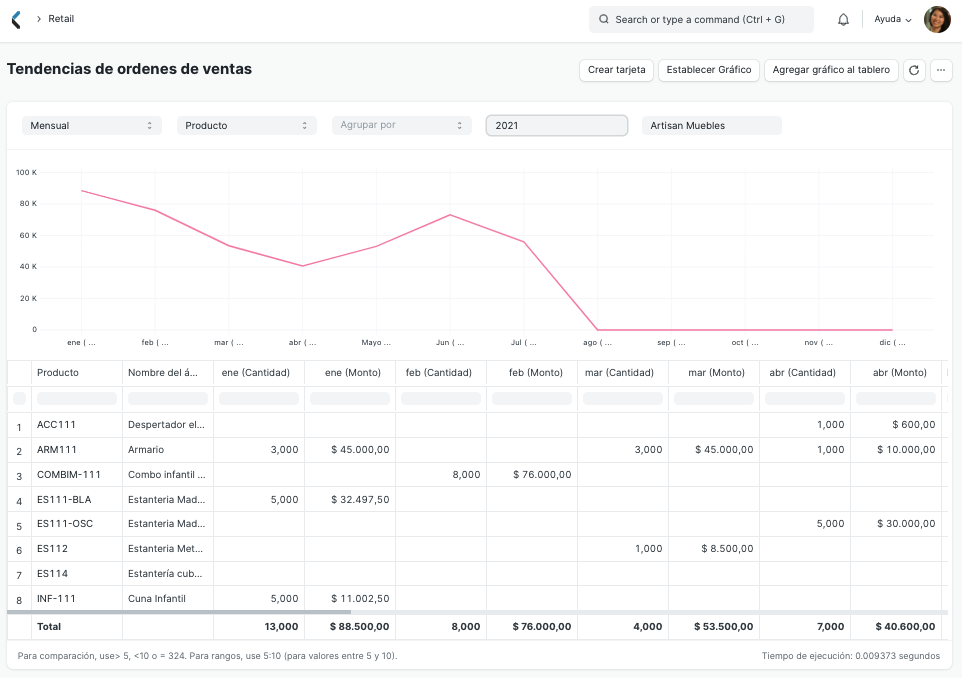 Retail
Search or type a command (Ctrl + G)
Ayuda
Tendencias de ordenes de ventas
Crear tarjeta
Establecer Gráfico
Agregar gráfico al tablero
...
Mensual
Producto
Agrupar por
2021
Artisan Muebles
100 K
80 K
60 K
40 K
20 K
0
ene ( ... feb ( ... mar ( ... abr ( ... Mayo ... Jun ( ... Jul ( ... ago ( ... sep ( ... oct ( ... nov ( ... dic ( ...
Producto Nombre del á... ene (Cantidad) ene (Monto) feb (Cantidad) feb (Monto) mar (Cantidad) mar (Monto) abr (Cantidad) abr (Monto)
1 ACC111 Despertador el... 1,000 $ 600,00
2 ARM111 Armario 3,000 $ 45.000,00 3,000 $ 45.000,00 1,000 $ 10.000,00
3 COMBIM-111 Combo infantil ... 8,000 $ 76.000,00
4 ES111-BLA Estanteria Mad... 5,000 $ 32.497,50
5 ES111-OSC Estanteria Mad... 5,000 $ 30.000,00
6 ES112 Estanteria Met... 1,000 $ 8.500,00
7 ES114 Estantería cub...
8 INF-111 Cuna Infantil 5,000 $ 11.002,50
Total 13,000 $ 88.500,00 8,000 $ 76.000,00 4,000 $ 53.500,00 7,000 $ 40.600,00
Para comparación, use> 5, <10 o = 324. Para rangos, use 5:10 (para valores entre 5 y 10).
Tiempo de ejecución: 0.009373 segundos